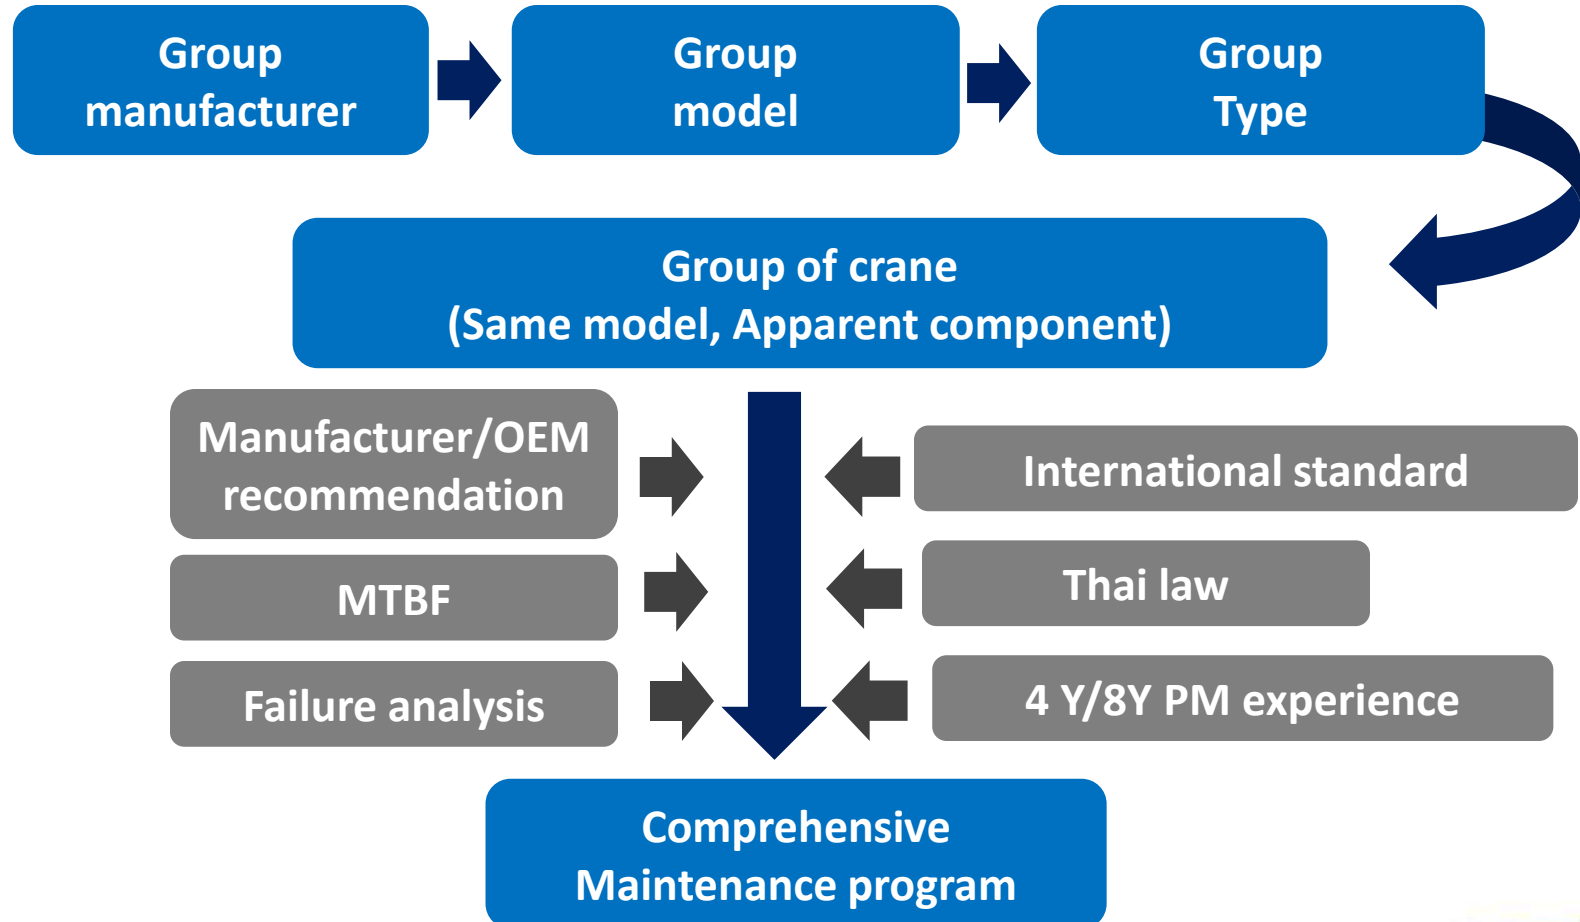 Group
manufacturer
Group
model
Group
Type
Group of crane
(Same model, Apparent component)
Manufacturer/OEM
recommendation
International standard
MTBF
Thai law
Failure analysis
4 Y/8Y PM experience
Comprehensive
Maintenance program